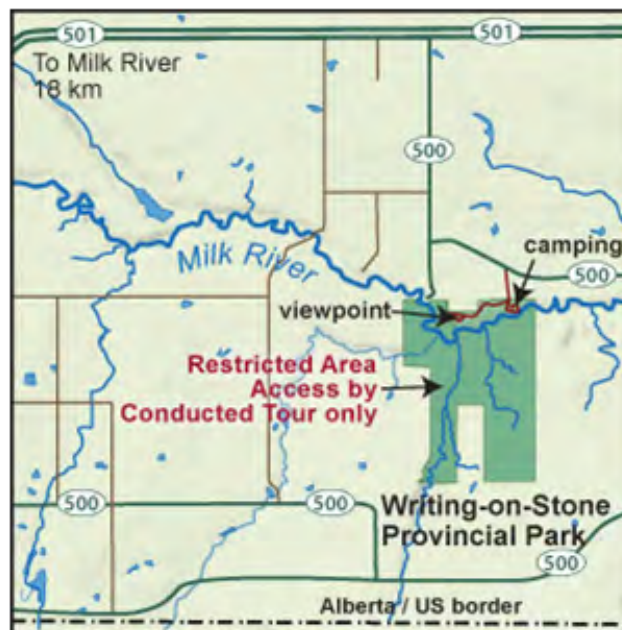 501
501
To Milk River
18 km
500
Milk River
camping
500
viewpoint
Restricted Area
Access by
Conducted Tour only
500
500
Writing-on-Stone
Provincial Park
500
Alberta / US border